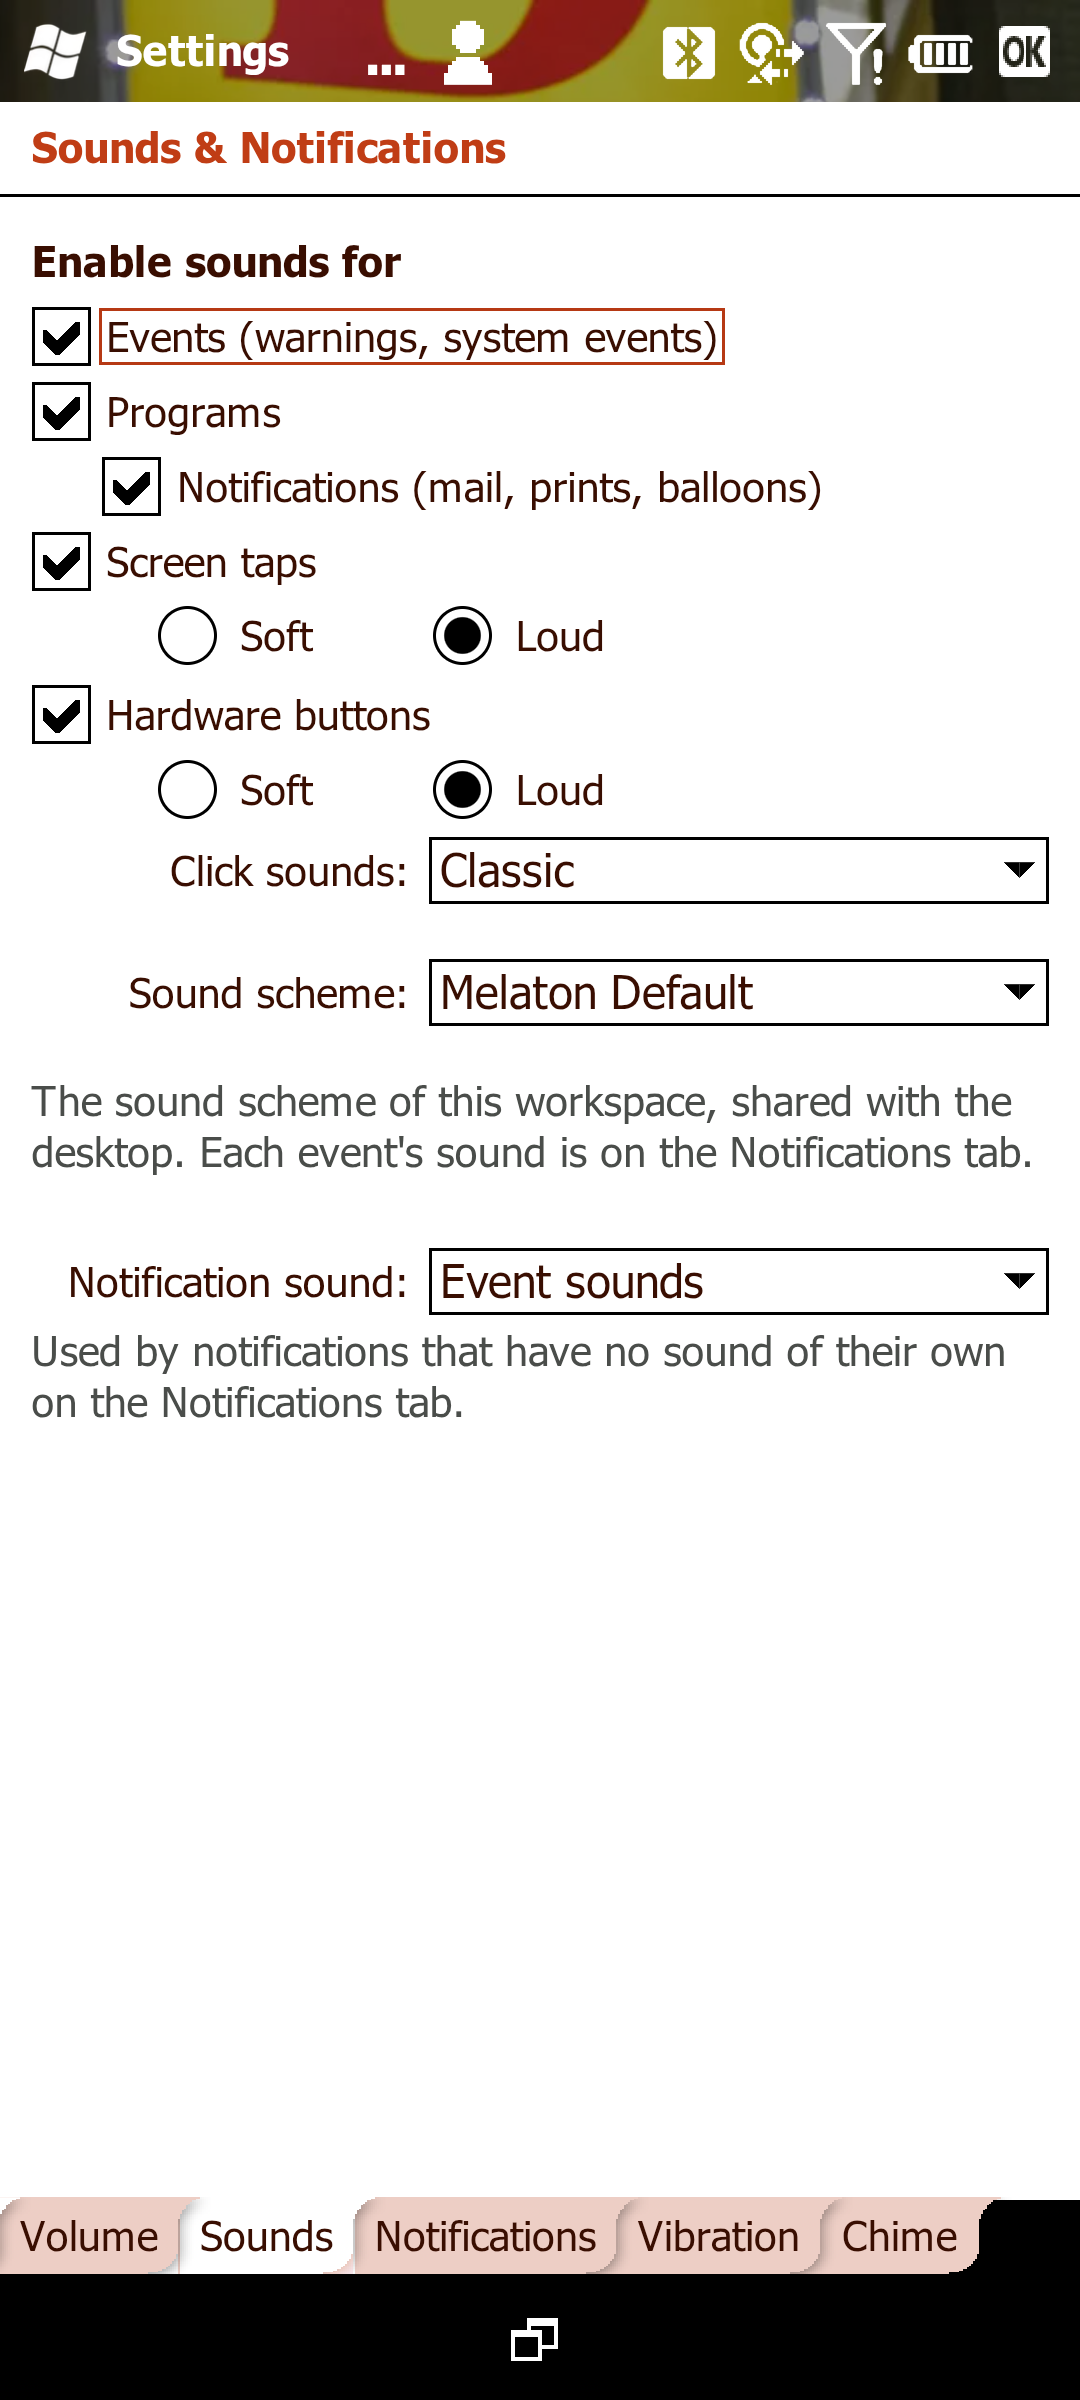 Settings ... OK
Sounds & Notifications
Enable sounds for
Events (warnings, system events)
Programs
Notifications (mail, prints, balloons)
Screen taps
Soft Loud
Hardware buttons
Soft Loud
Click sounds: Classic
Sound scheme: Melaton Default
The sound scheme of this workspace, shared with the
desktop. Each event's sound is on the Notifications tab.
Notification sound: Event sounds
Used by notifications that have no sound of their own
on the Notifications tab.
Volume Sounds Notifications Vibration Chime